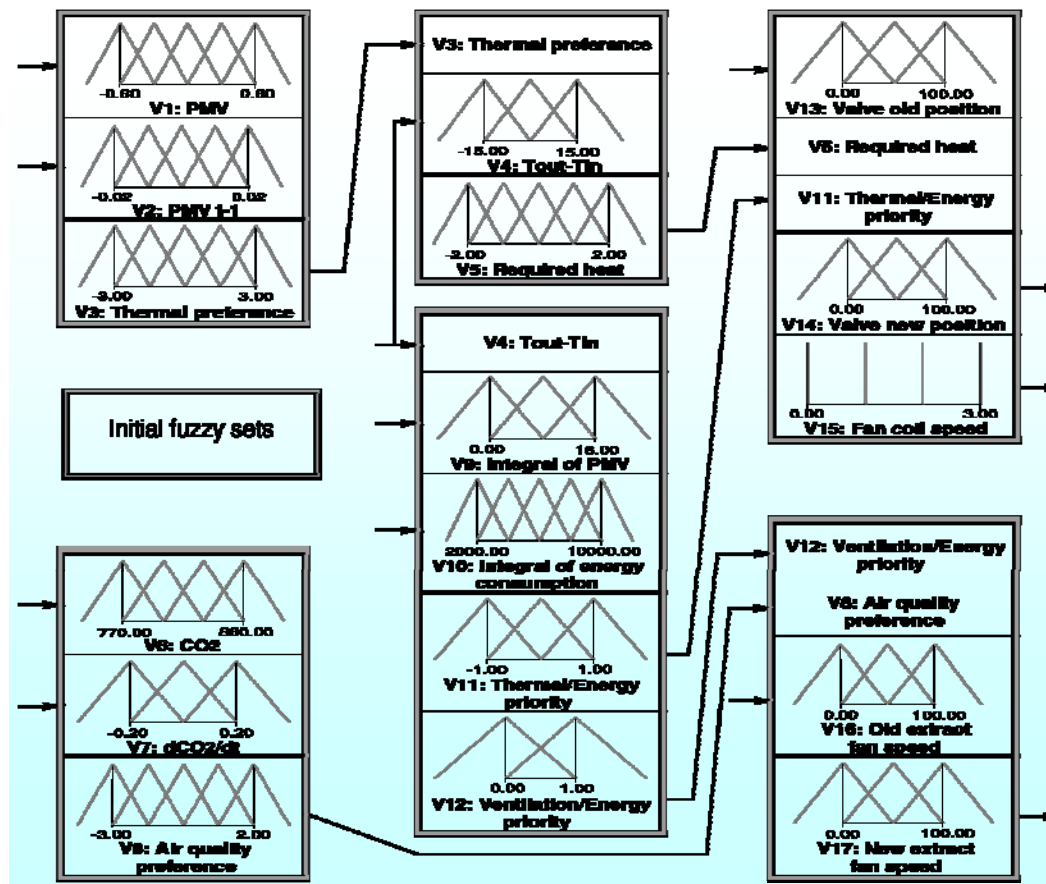 V1: PMV
-0.02 0.02
V2: PMV t-1
-3.00 3.00
V3: Thermal preference
V3: Thermal preference
-15.00 15.00
V4: Tout-Tin
-2.00 2.00
V5: Required heat
0.00 100.00
V13: Valve old position
V5: Required heat
V11: Thermal/Energy
priority
0.00 100.00
V14: Valve new position
0.00 3.00
V15: Fan coil speed
Initial fuzzy sets
V4: Tout-Tin
0.00
V9: Integral of PMV
2000.00 10000.00
V10: Integral of energy
consumption
-1.00 1.00
V11: Thermal/Energy
priority
0.00 1.00
V12: Ventilation/Energy
priority
770.00
V6: CO2
-0.20 0.20
V7: dCO2/dt
-3.00 2.00
V8: Air quality
preference
V12: Ventilation/Energy
priority
V8: Air quality
preference
0.00 100.00
V16: Old extract
fan speed
0.00 100.00
V17: New extract
fan speed